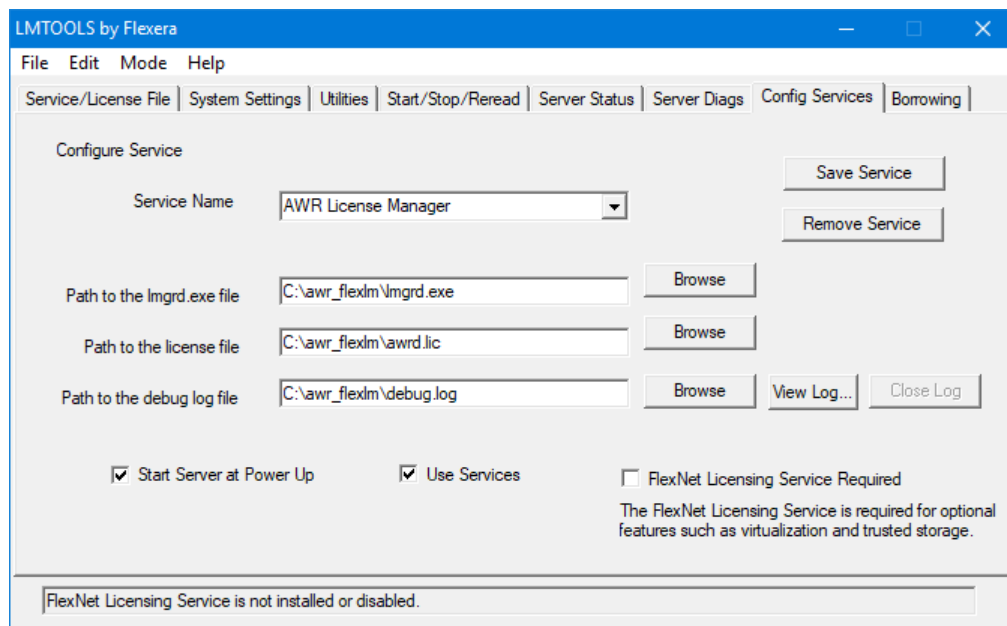 LMTOOLS by Flexera
File Edit Mode Help
Service/License File System Settings Utilities Start/Stop/Reread Server Status Server Diags Config Services Borrowing
Configure Service
Save Service
Service Name AWR License Manager
Remove Service
Path to the lmgrd.exe file C:\awr_flexlm\lmgrd.exe Browse
Path to the license file C:\awr_flexlm\awrd.lic Browse
Path to the debug log file C:\awr_flexlm\debug.log Browse View Log... Close Log
Start Server at Power Up Use Services FlexNet Licensing Service Required
The FlexNet Licensing Service is required for optional
features such as virtualization and trusted storage.
FlexNet Licensing Service is not installed or disabled.